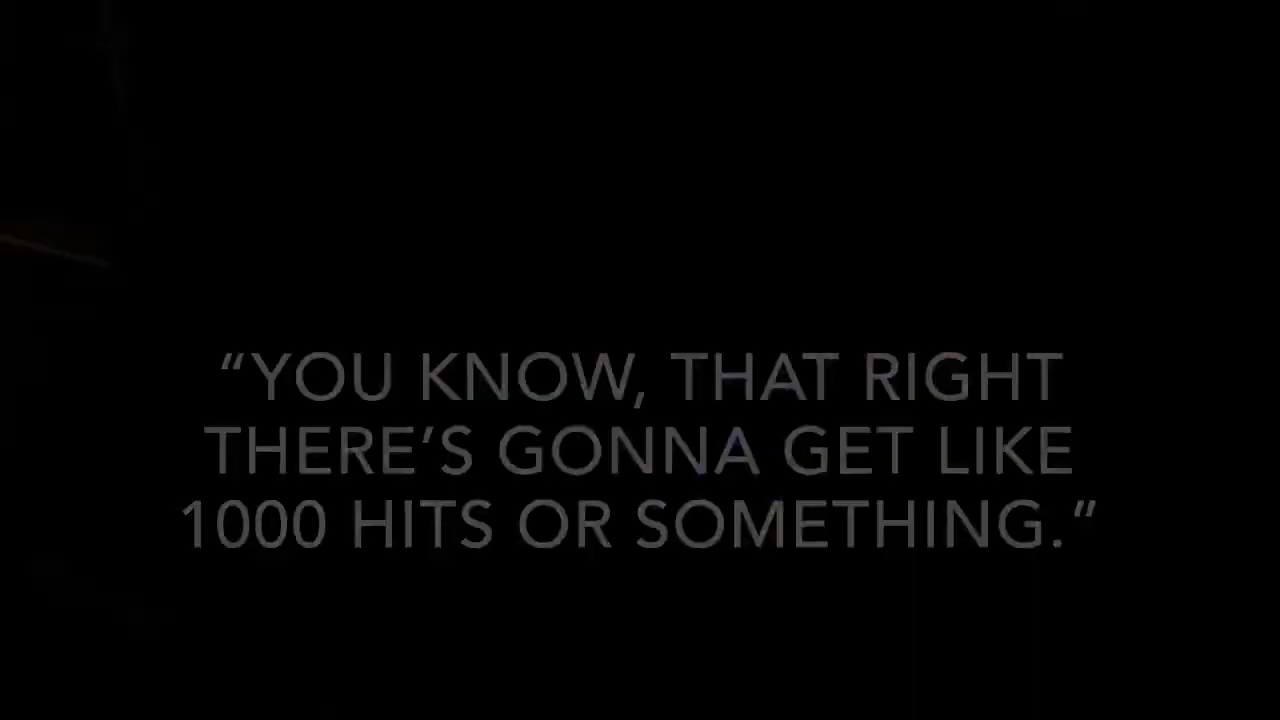 “YOU KNOW, THAT RIGHT
THERE’S GONNA GET LIKE
1000 HITS OR SOMETHING.”